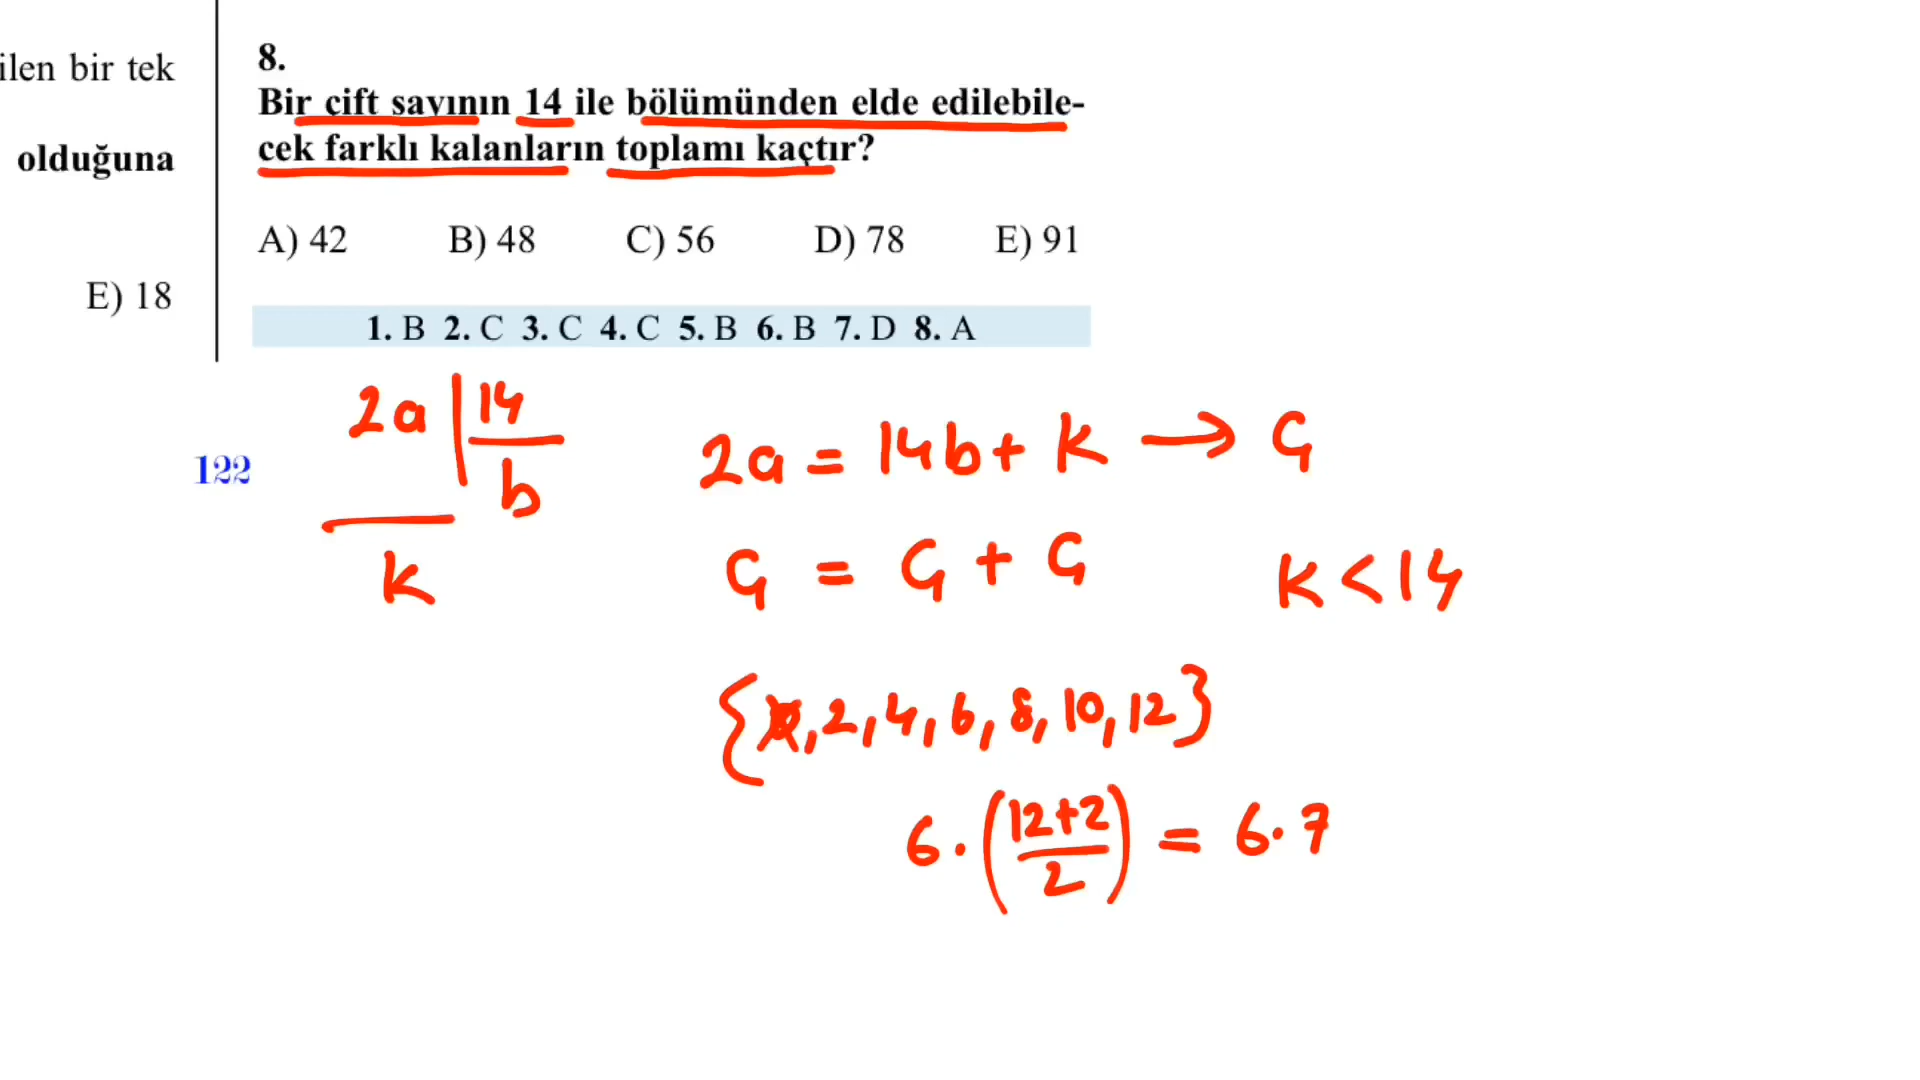 ilen bir tek
olduğuna
E) 18
8.
Bir çift sayının 14 ile bölümünden elde edilebile-
cek farklı kalanların toplamı kaçtır?
A) 42 B) 48 C) 56 D) 78 E) 91
1. B 2. C 3. C 4. C 5. B 6. B 7. D 8. A
122
2a | 14
b
k
2a = 14b + k → Ç
Ç = Ç + Ç
k < 14
{0, 2, 4, 6, 8, 10, 12}
6 · ((12+2)/2) = 6 · 7